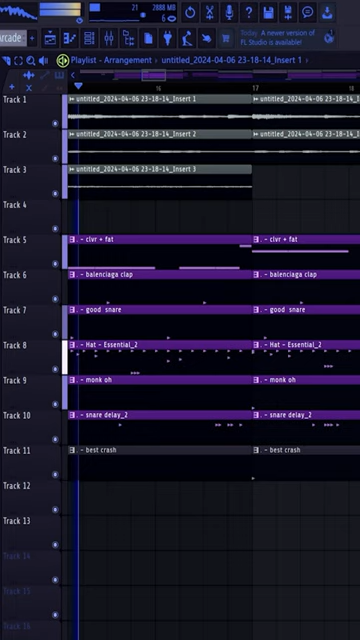 21
2888 MB
6
Arcade
Today A newer version of
FL Studio is available!
Playlist - Arrangement › untitled_2024-04-06 23-18-14_Insert 1 ›
16
17
18
Track 1
untitled_2024-04-06 23-18-14_Insert 1
untitled_2024-04-06 23-18-14_I
Track 2
untitled_2024-04-06 23-18-14_Insert 2
untitled_2024-04-06 23-18-14_I
Track 3
untitled_2024-04-06 23-18-14_Insert 3
Track 4
Track 5
- clvr + fat
- clvr + fat
Track 6
- balenciaga clap
- balenciaga clap
Track 7
- good snare
- good snare
Track 8
- Hat - Essential_2
- Hat - Essential_2
Track 9
- monk oh
- monk oh
Track 10
- snare delay_2
- snare delay_2
Track 11
- best crash
- best crash
Track 12
Track 13
Track 14
Track 15
Track 16